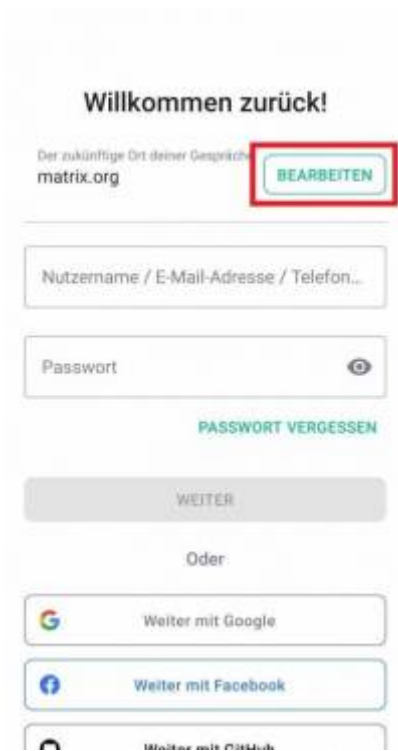 Willkommen zurück!
Der zukünftige Ort deiner Gespräche
matrix.org
BEARBEITEN
Nutzername / E-Mail-Adresse / Telefon...
Passwort
PASSWORT VERGESSEN
WEITER
Oder
Weiter mit Google
Weiter mit Facebook
Weiter mit GitHub